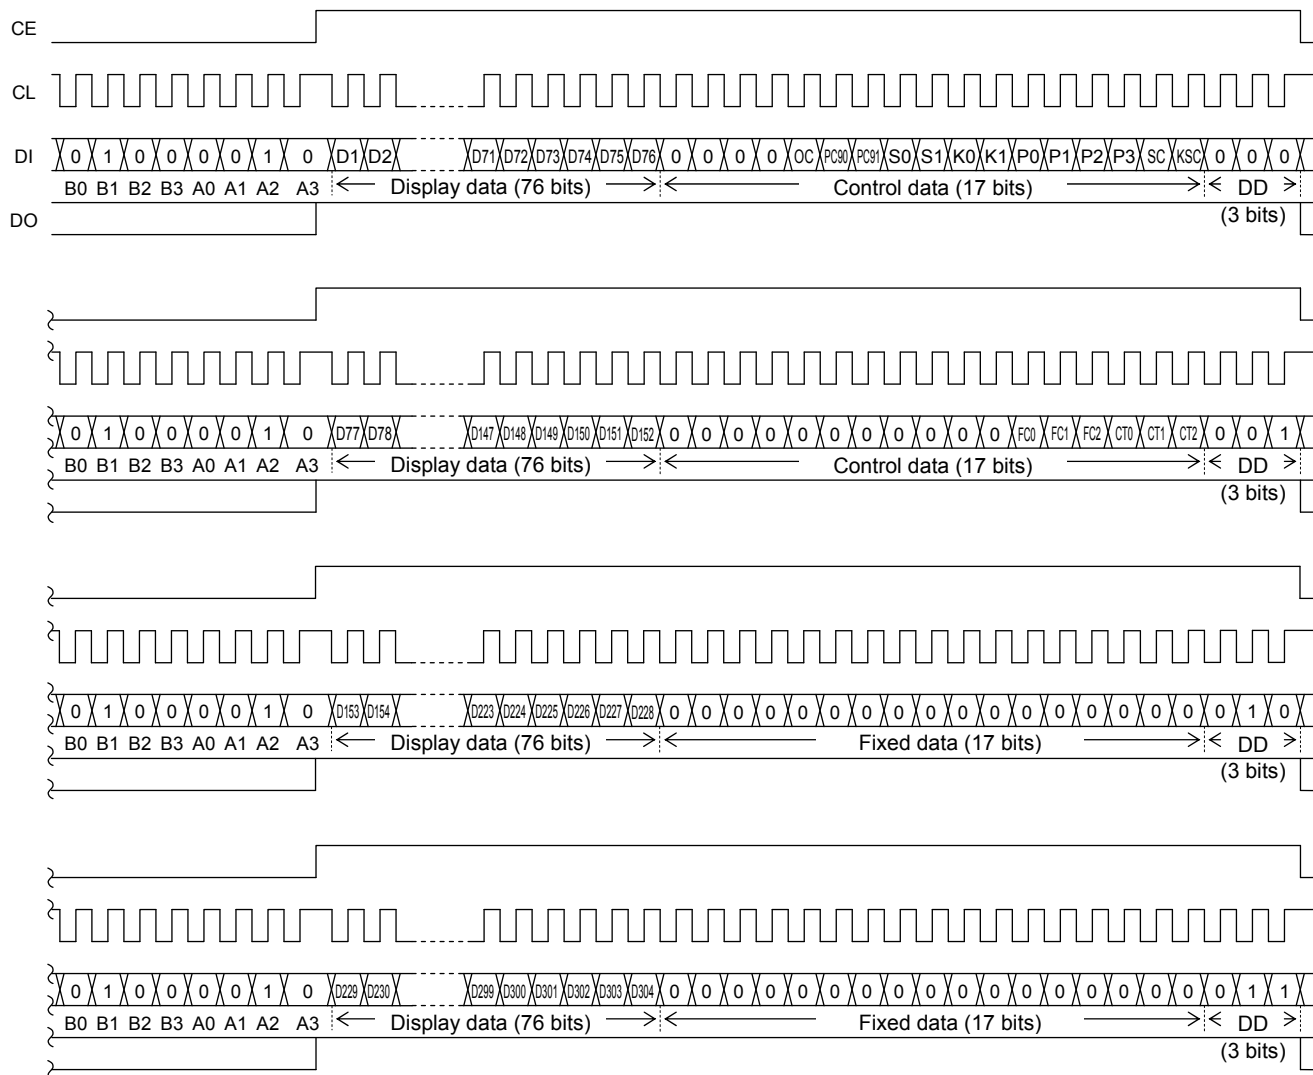 CE
CL
DI 0 1 0 0 0 0 1 0 D1 D2 D71 D72 D73 D74 D75 D76 0 0 0 0 OC PC90 PC91 S0 S1 K0 K1 P0 P1 P2 P3 SC KSC 0 0 0
B0 B1 B2 B3 A0 A1 A2 A3 Display data (76 bits) Control data (17 bits) DD
DO (3 bits)
0 1 0 0 0 0 1 0 D77 D78 D147 D148 D149 D150 D151 D152 0 0 0 0 0 0 0 0 0 0 0 FC0 FC1 FC2 CT0 CT1 CT2 0 0 1
B0 B1 B2 B3 A0 A1 A2 A3 Display data (76 bits) Control data (17 bits) DD
(3 bits)
0 1 0 0 0 0 1 0 D153 D154 D223 D224 D225 D226 D227 D228 0 0 0 0 0 0 0 0 0 0 0 0 0 0 0 0 0 0 1 0
B0 B1 B2 B3 A0 A1 A2 A3 Display data (76 bits) Fixed data (17 bits) DD
(3 bits)
0 1 0 0 0 0 1 0 D229 D230 D299 D300 D301 D302 D303 D304 0 0 0 0 0 0 0 0 0 0 0 0 0 0 0 0 0 0 1 1
B0 B1 B2 B3 A0 A1 A2 A3 Display data (76 bits) Fixed data (17 bits) DD
(3 bits)